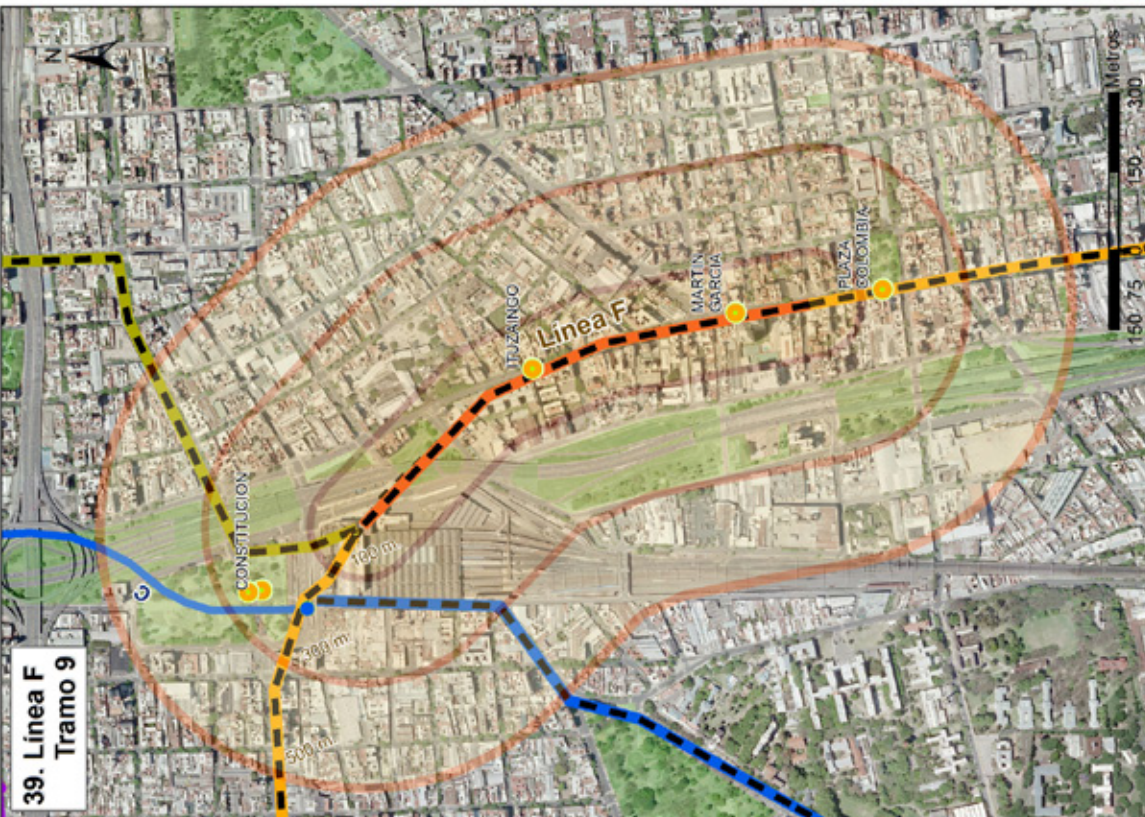 39. Línea F
Tramo 9
N
CONSTITUCION
100 m.
300 m.
500 m.
ITUZAINGO
Línea F
MARTIN
GARCIA
PLAZA
COLOMBIA
150 75 0 150 300
Metros